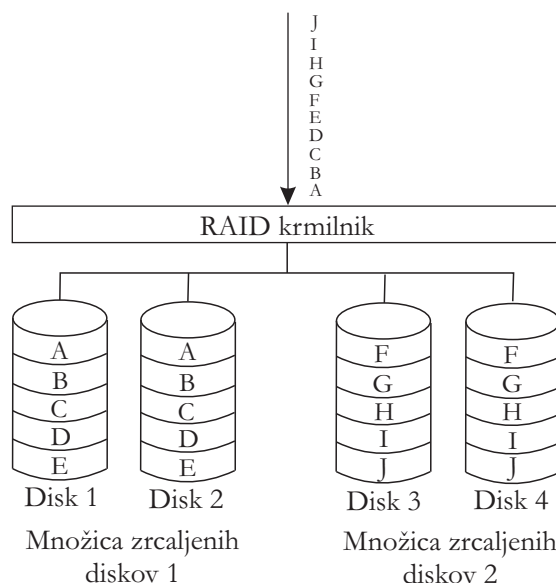 J
I
H
G
F
E
D
C
B
A
RAID krmilnik
A A F F
B B G G
C C H H
D D I I
E E J J
Disk 1 Disk 2 Disk 3 Disk 4
Množica zrcaljenih
diskov 1
Množica zrcaljenih
diskov 2